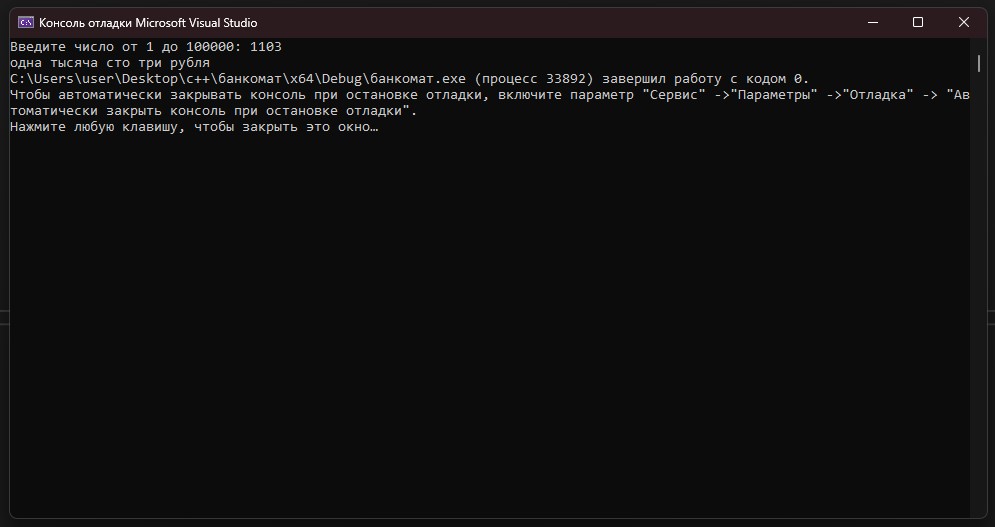 Консоль отладки Microsoft Visual Studio
Введите число от 1 до 100000: 1103
одна тысяча сто три рубля
C:\Users\user\Desktop\c++\банкомат\x64\Debug\банкомат.exe (процесс 33892) завершил работу с кодом 0.
Чтобы автоматически закрывать консоль при остановке отладки, включите параметр "Сервис" ->"Параметры" ->"Отладка" -> "Ав
томатически закрыть консоль при остановке отладки".
Нажмите любую клавишу, чтобы закрыть это окно…